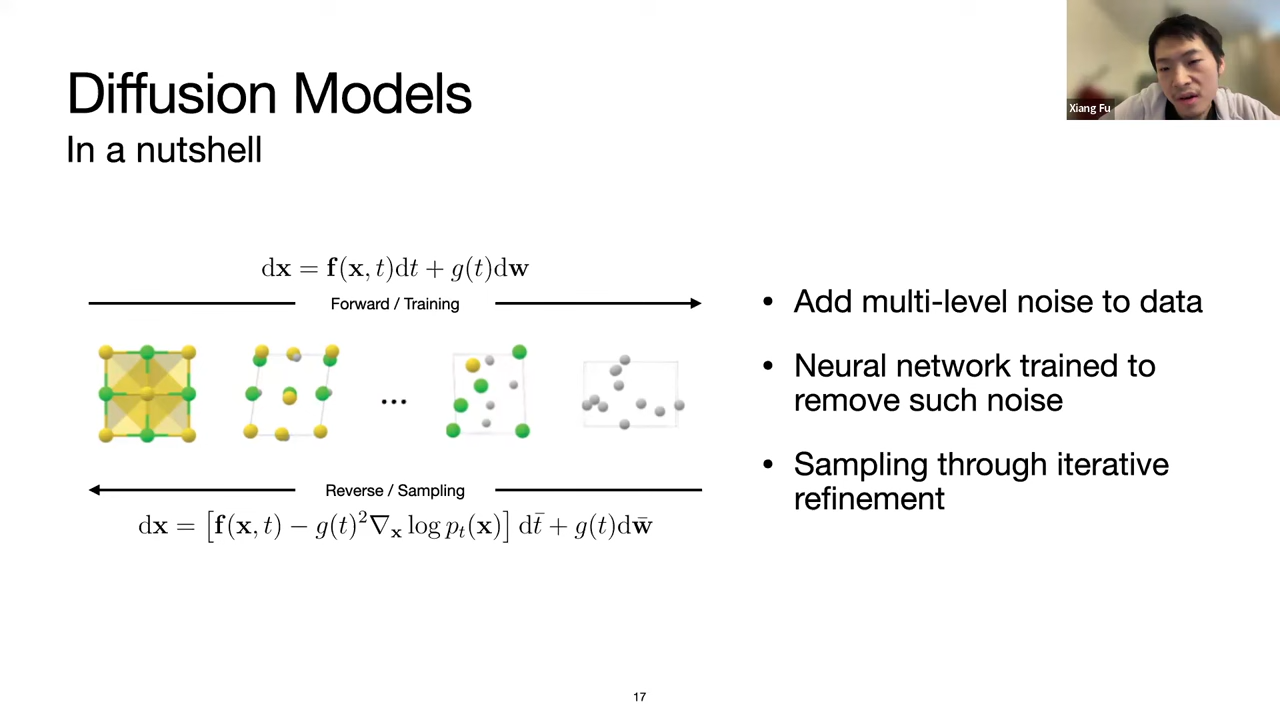 Diffusion Models
In a nutshell
Xiang Fu
dx = f(x, t)dt + g(t)dw
Forward / Training
...
Reverse / Sampling
dx = [f(x, t) − g(t)²∇ₓ log pₜ(x)] dt̄ + g(t)dw̄
• Add multi-level noise to data
• Neural network trained to
remove such noise
• Sampling through iterative
refinement
17